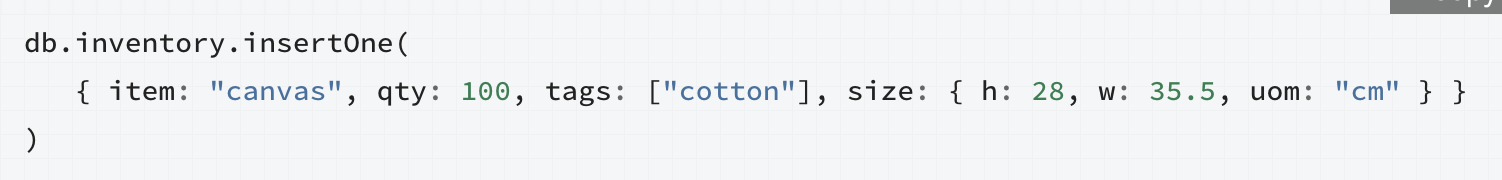 db.inventory.insertOne(
   { item: "canvas", qty: 100, tags: ["cotton"], size: { h: 28, w: 35.5, uom: "cm" } }
)